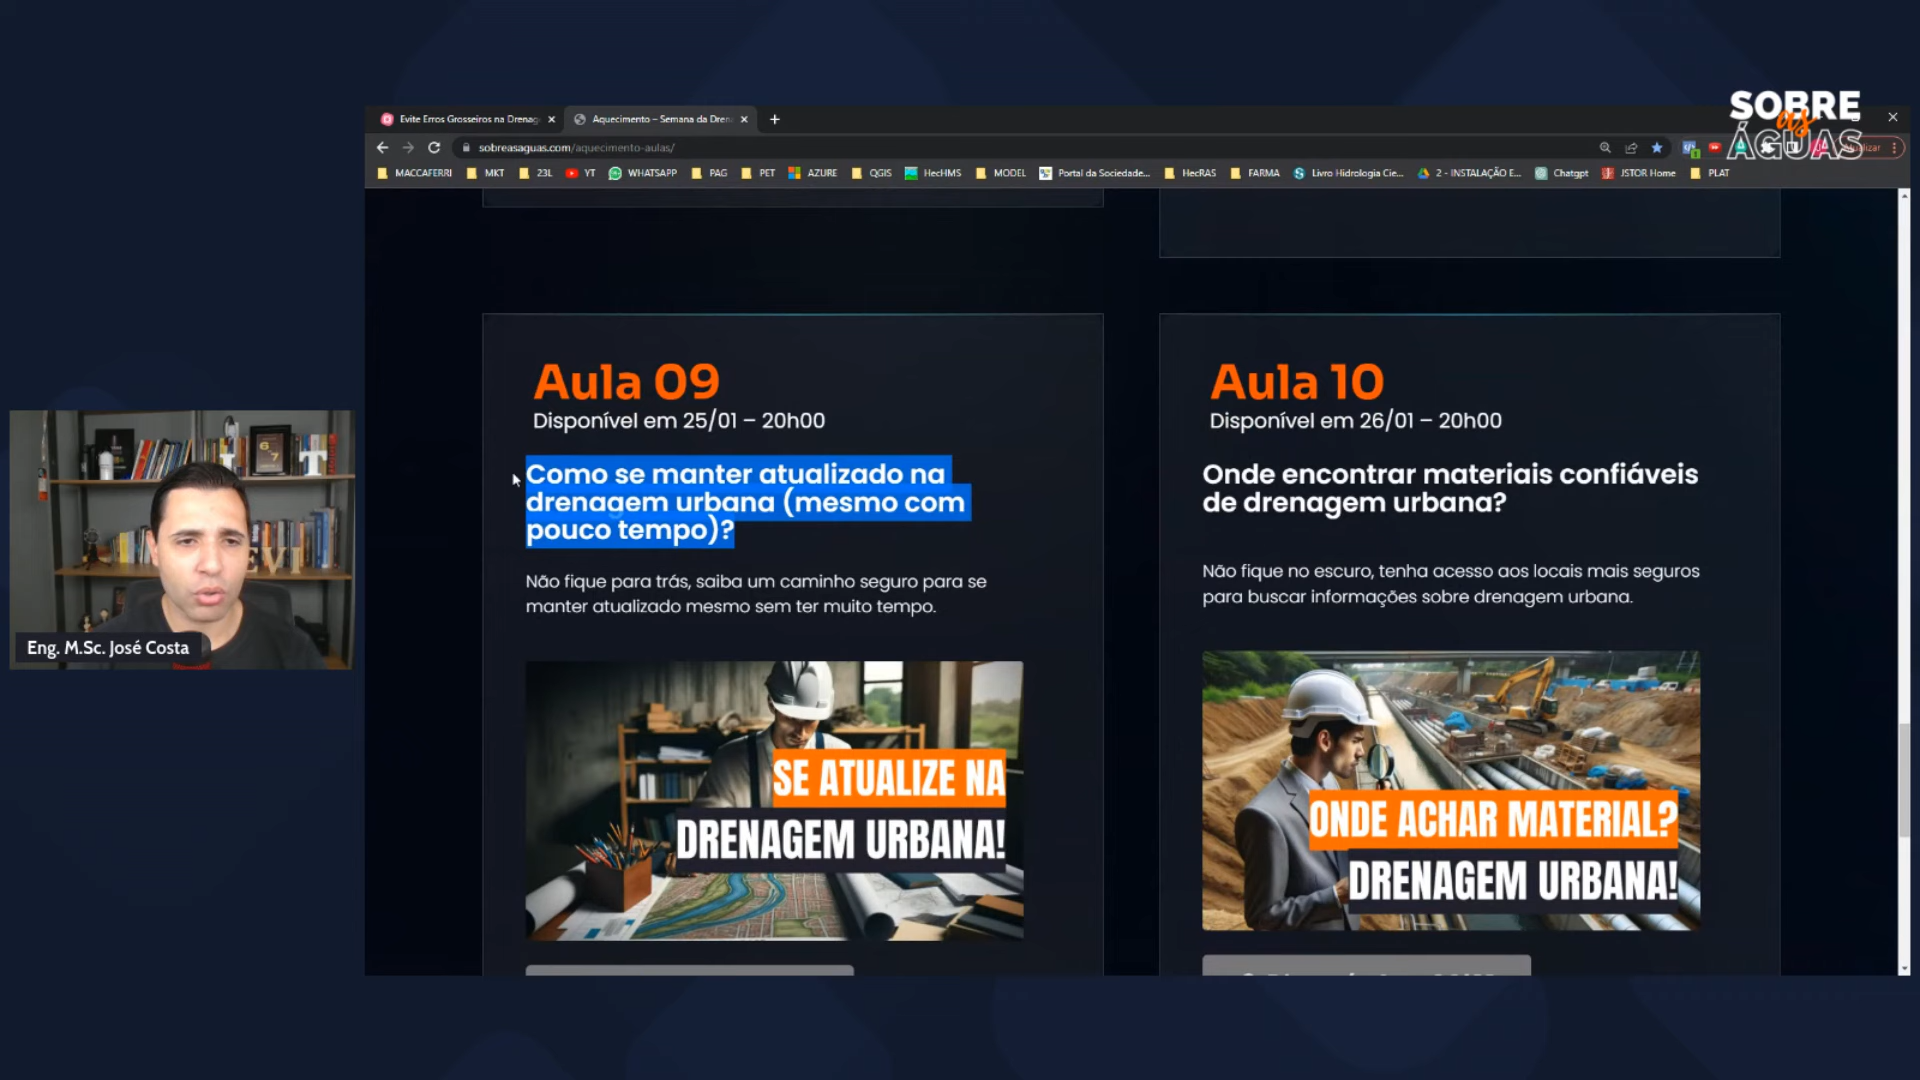 SOBRE
as
ÁGUAS
Evite Erros Grosseiros na Drenag
Aquecimento – Semana da Dren
sobreasaguas.com/aquecimento-aulas/
MACCAFERRI
MKT
23L
YT
WHATSAPP
PAG
PET
AZURE
QGIS
HecHMS
MODEL
Portal da Sociedade...
HecRAS
FARMA
Livro Hidrologia Cie...
2 - INSTALAÇÃO E...
Chatgpt
JSTOR Home
PLAT
Aula 09
Disponível em 25/01 – 20h00
Como se manter atualizado na
drenagem urbana (mesmo com
pouco tempo)?
Não fique para trás, saiba um caminho seguro para se
manter atualizado mesmo sem ter muito tempo.
SE ATUALIZE NA
DRENAGEM URBANA!
Aula 10
Disponível em 26/01 – 20h00
Onde encontrar materiais confiáveis
de drenagem urbana?
Não fique no escuro, tenha acesso aos locais mais seguros
para buscar informações sobre drenagem urbana.
ONDE ACHAR MATERIAL?
DRENAGEM URBANA!
Eng. M.Sc. José Costa